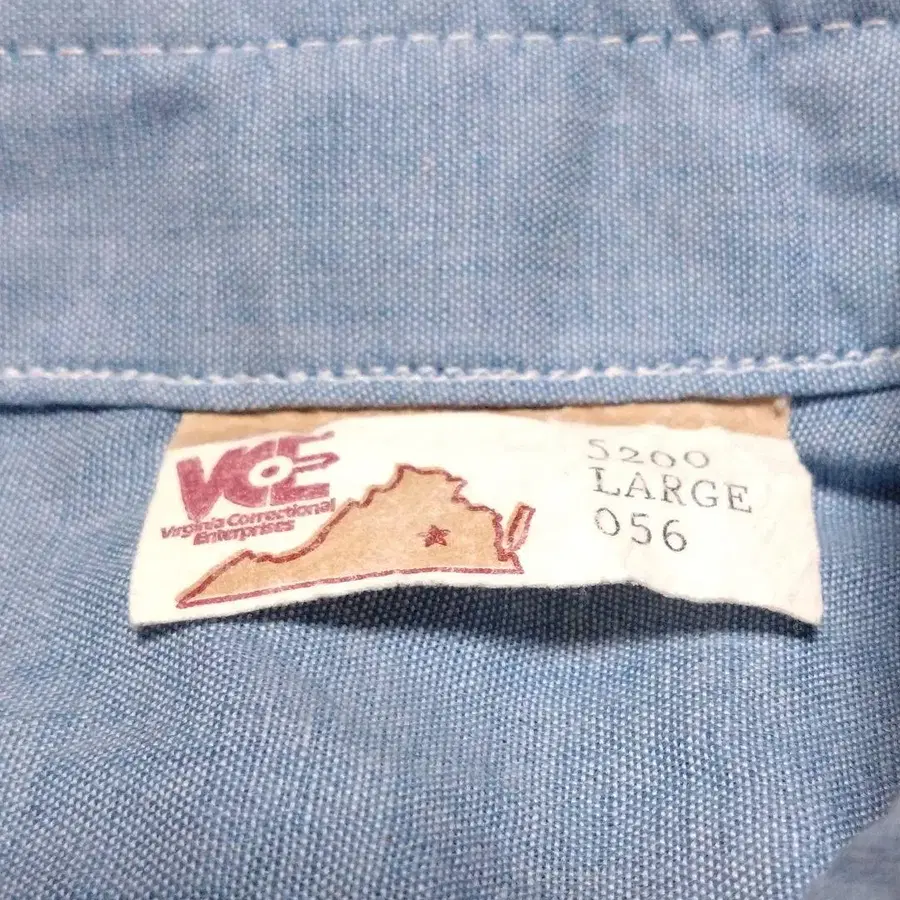 VCE
Virginia Correctional
Enterprises
5200
LARGE
056